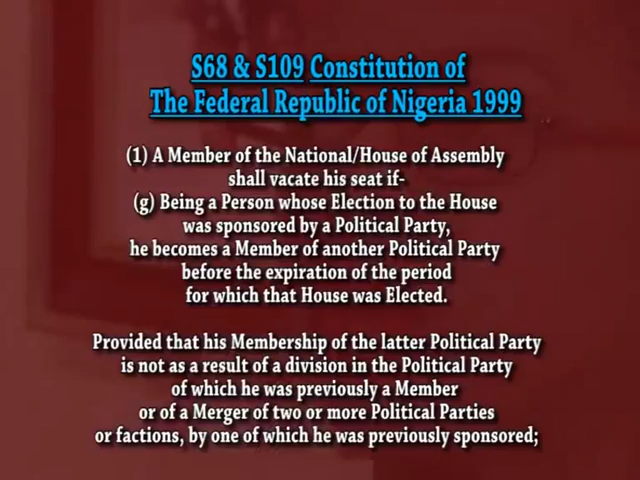 S68 & S109 Constitution of
The Federal Republic of Nigeria 1999
(1) A Member of the National/House of Assembly
shall vacate his seat if-
(g) Being a Person whose Election to the House
was sponsored by a Political Party,
he becomes a Member of another Political Party
before the expiration of the period
for which that House was Elected.
Provided that his Membership of the latter Political Party
is not as a result of a division in the Political Party
of which he was previously a Member
or of a Merger of two or more Political Parties
or factions, by one of which he was previously sponsored;